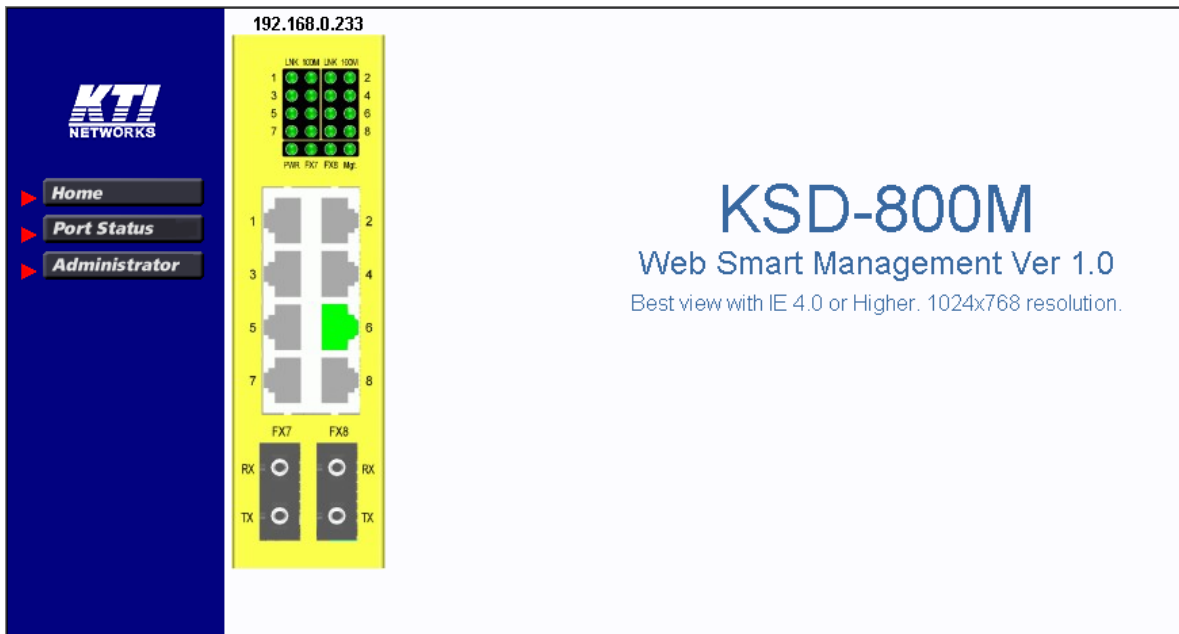 192.168.0.233
KTI
NETWORKS
Home
Port Status
Administrator
LNK 100M LNK 100M
1 2
3 4
5 6
7 8
PWR FX7 FX8 Mgt.
1 2
3 4
5 6
7 8
FX7 FX8
RX RX
TX TX
KSD-800M
Web Smart Management Ver 1.0
Best view with IE 4.0 or Higher. 1024x768 resolution.